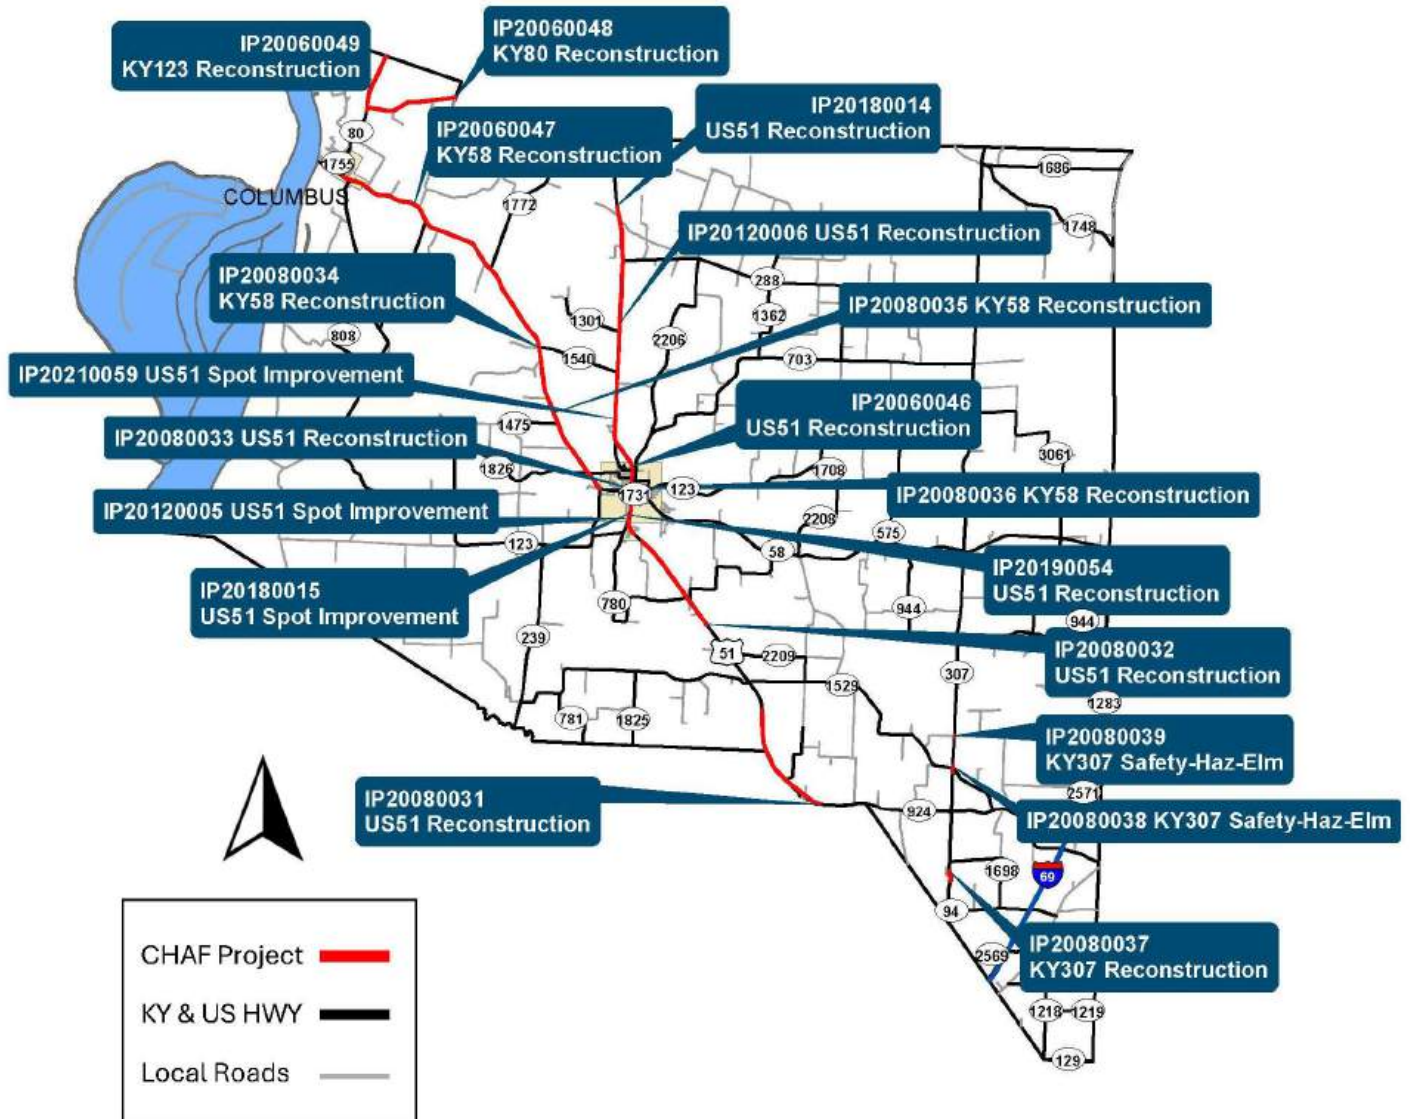 IP20060049
KY123 Reconstruction
IP20060048
KY80 Reconstruction
IP20180014
US51 Reconstruction
IP20060047
KY58 Reconstruction
80
1755
COLUMBUS
1686
1772
1748
IP20120006 US51 Reconstruction
IP20080034
KY58 Reconstruction
288
IP20080035 KY58 Reconstruction
1301
1362
808
2206
1540
703
IP20210059 US51 Spot Improvement
IP20060046
US51 Reconstruction
1475
IP20080033 US51 Reconstruction
3061
1826
1708
123
1731
IP20080036 KY58 Reconstruction
IP20120005 US51 Spot Improvement
2208
575
123
58
IP20190054
US51 Reconstruction
IP20180015
US51 Spot Improvement
780
944
944
239
51
2209
IP20080032
US51 Reconstruction
307
1529
1283
781
1825
IP20080039
KY307 Safety-Haz-Elm
2571
IP20080031
US51 Reconstruction
924
IP20080038 KY307 Safety-Haz-Elm
1698
69
94
IP20080037
KY307 Reconstruction
2569
1218
1219
129
CHAF Project
KY & US HWY
Local Roads